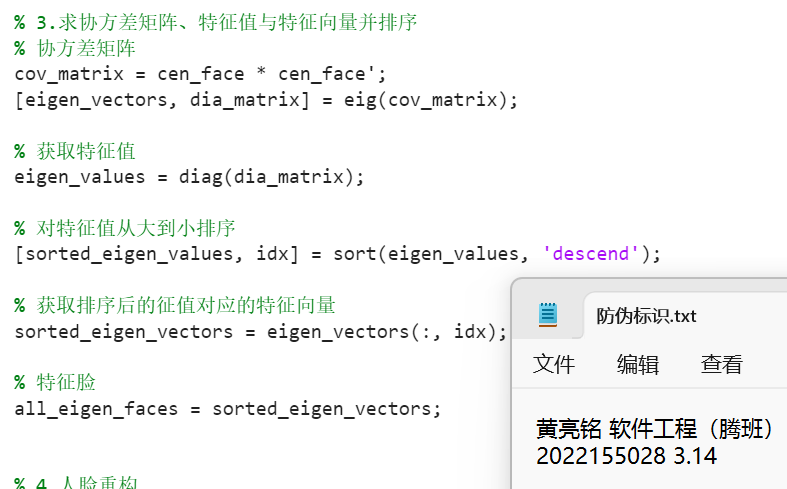 % 3.求协方差矩阵、特征值与特征向量并排序
% 协方差矩阵
cov_matrix = cen_face * cen_face';
[eigen_vectors, dia_matrix] = eig(cov_matrix);
% 获取特征值
eigen_values = diag(dia_matrix);
% 对特征值从大到小排序
[sorted_eigen_values, idx] = sort(eigen_values, 'descend');
% 获取排序后的征值对应的特征向量
sorted_eigen_vectors = eigen_vectors(:, idx);
% 特征脸
all_eigen_faces = sorted_eigen_vectors;
% 4.人脸重构
防伪标识.txt
文件 编辑 查看
黄亮铭 软件工程（腾班）
2022155028 3.14